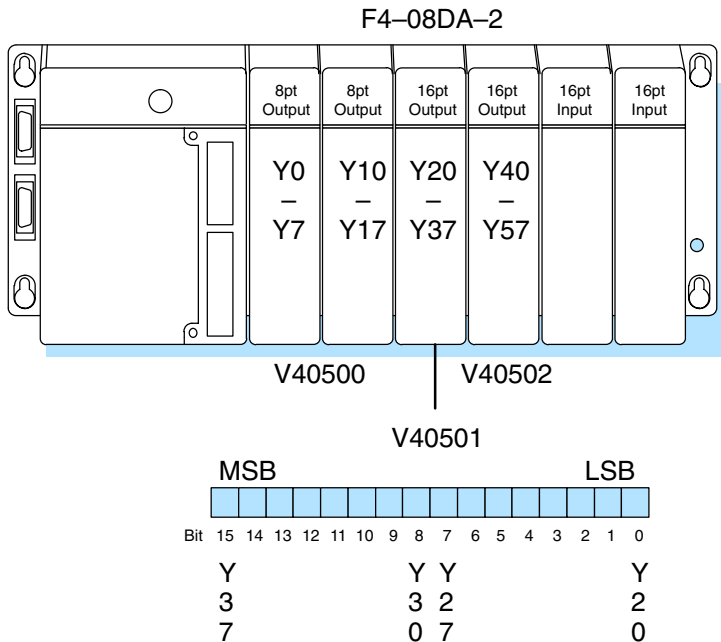 F4–08DA–2
8pt Output 8pt Output 16pt Output 16pt Output 16pt Input 16pt Input
Y0 – Y7 Y10 – Y17 Y20 – Y37 Y40 – Y57
V40500 V40502
V40501
MSB LSB
Bit 15 14 13 12 11 10 9 8 7 6 5 4 3 2 1 0
Y Y Y Y
3 3 2 2
7 0 7 0